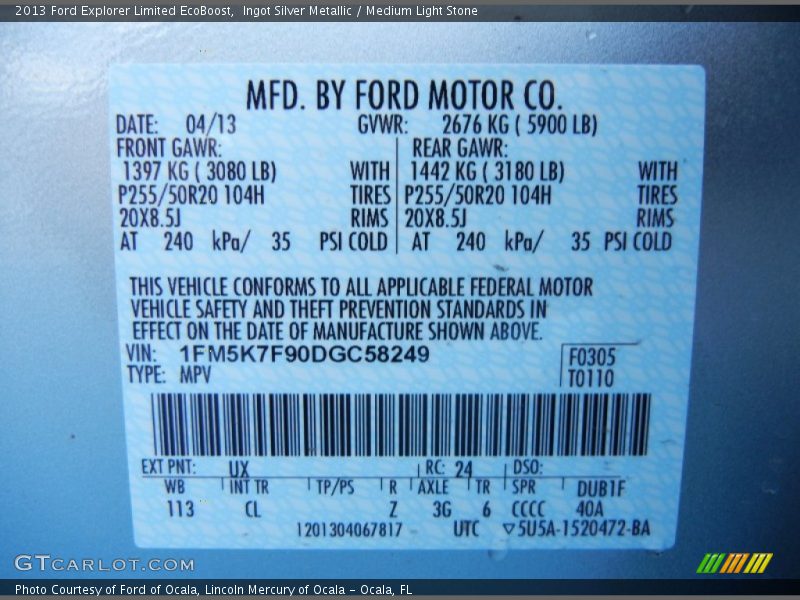 2013 Ford Explorer Limited EcoBoost,  Ingot Silver Metallic / Medium Light Stone
MFD. BY FORD MOTOR CO.
DATE: 04/13 GVWR: 2676 KG ( 5900 LB)
FRONT GAWR: REAR GAWR:
1397 KG ( 3080 LB) WITH 1442 KG ( 3180 LB) WITH
P255/50R20 104H TIRES P255/50R20 104H TIRES
20X8.5J RIMS 20X8.5J RIMS
AT 240 kPa/ 35 PSI COLD AT 240 kPa/ 35 PSI COLD
THIS VEHICLE CONFORMS TO ALL APPLICABLE FEDERAL MOTOR
VEHICLE SAFETY AND THEFT PREVENTION STANDARDS IN
EFFECT ON THE DATE OF MANUFACTURE SHOWN ABOVE.
VIN: 1FM5K7F90DGC58249 F0305
TYPE: MPV T0110
EXT PNT: UX RC: 24 DSO:
WB INT TR TP/PS R AXLE TR SPR DUB1F
113 CL Z 3G 6 CCCC 40A
1201304067817 UTC ▽5U5A-1520472-BA
GTCARLOT.COM
Photo Courtesy of Ford of Ocala, Lincoln Mercury of Ocala – Ocala, FL